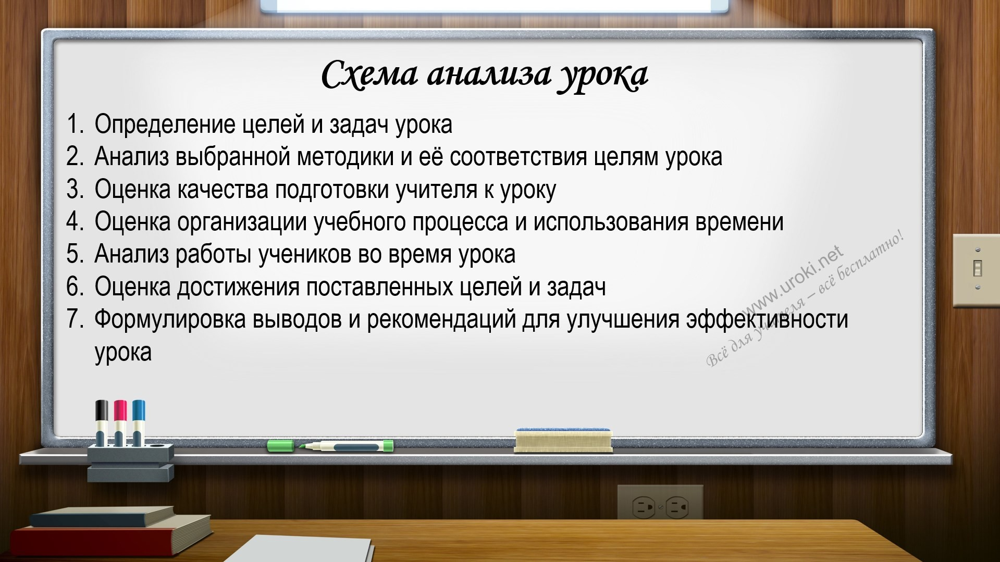 Схема анализа урока
1. Определение целей и задач урока
2. Анализ выбранной методики и её соответствия целям урока
3. Оценка качества подготовки учителя к уроку
4. Оценка организации учебного процесса и использования времени
5. Анализ работы учеников во время урока
6. Оценка достижения поставленных целей и задач
7. Формулировка выводов и рекомендаций для улучшения эффективности
урока
www.uroki.net
Всё для учителя – всё бесплатно!